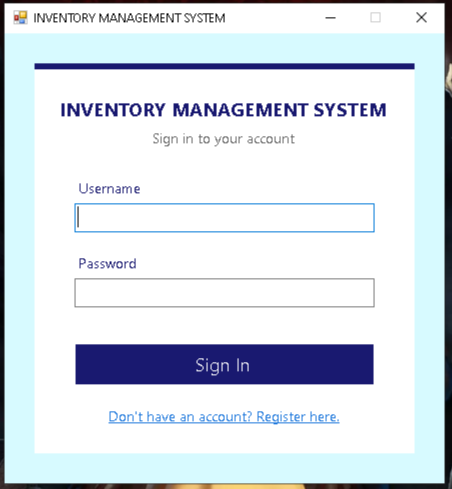 INVENTORY MANAGEMENT SYSTEM
INVENTORY MANAGEMENT SYSTEM
Sign in to your account
Username
Password
Sign In
Don't have an account? Register here.